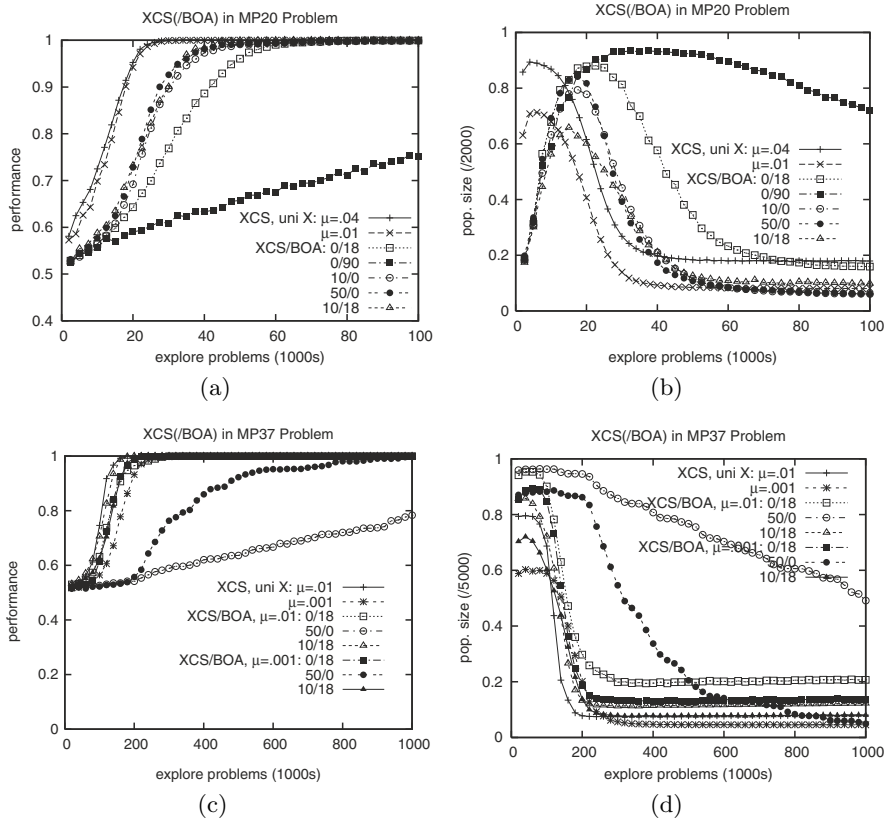 XCS(/BOA) in MP20 Problem
1
0.9
0.8
0.7
0.6
0.5
0.4
performance
XCS, uni X: μ=.04
μ=.01
XCS/BOA: 0/18
0/90
10/0
50/0
10/18
0 20 40 60 80 100
explore problems (1000s)
(a)
XCS(/BOA) in MP20 Problem
1
0.8
0.6
0.4
0.2
0
pop. size (/2000)
XCS, uni X: μ=.04
μ=.01
XCS/BOA: 0/18
0/90
10/0
50/0
10/18
0 20 40 60 80 100
explore problems (1000s)
(b)
XCS(/BOA) in MP37 Problem
1
0.8
0.6
0.4
0.2
0
performance
XCS, uni X: μ=.01
μ=.001
XCS/BOA, μ=.01: 0/18
50/0
10/18
XCS/BOA, μ=.001: 0/18
50/0
10/18
0 200 400 600 800 1000
explore problems (1000s)
(c)
XCS(/BOA) in MP37 Problem
1
0.8
0.6
0.4
0.2
0
pop. size (/5000)
XCS, uni X: μ=.01
μ=.001
XCS/BOA, μ=.01: 0/18
50/0
10/18
XCS/BOA, μ=.001: 0/18
50/0
10/18
0 200 400 600 800 1000
explore problems (1000s)
(d)